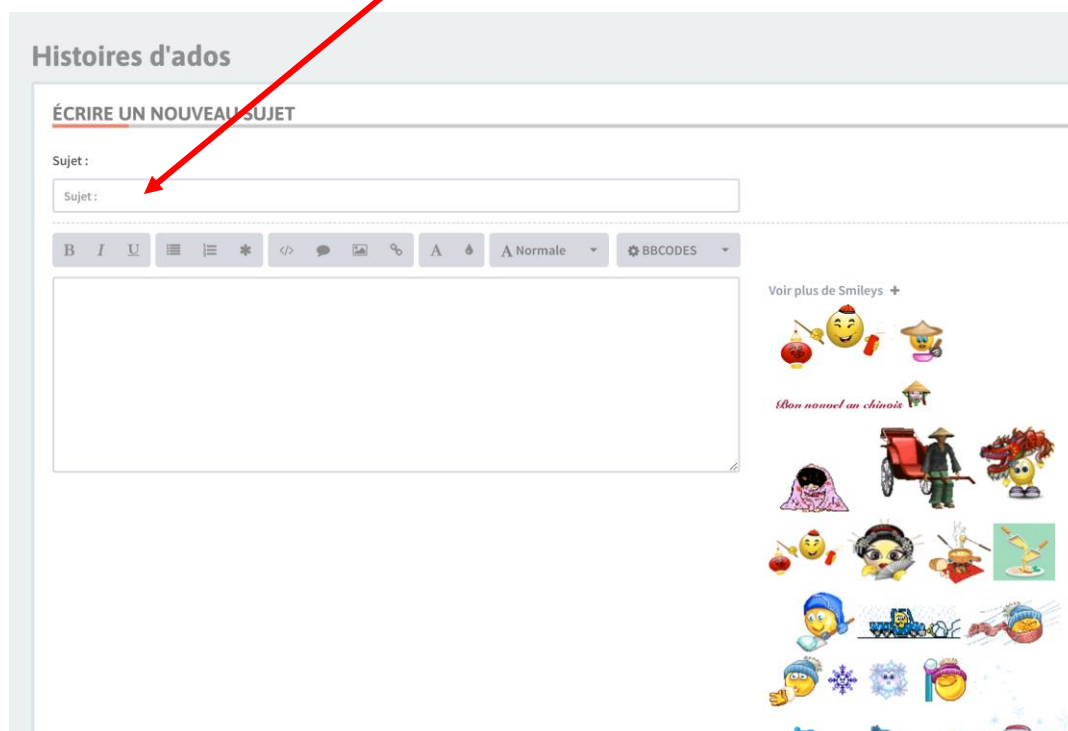 Histoires d'ados
ÉCRIRE UN NOUVEAU SUJET
Sujet :
Sujet :
B I U A A Normale BBCODES
Voir plus de Smileys +
Bon nouvel an chinois